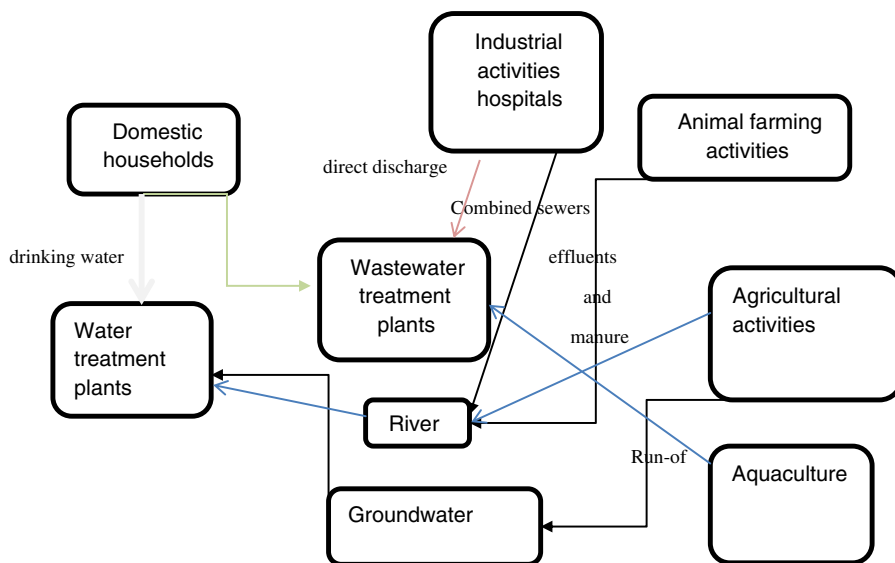 Industrial
activities
hospitals
Animal farming
activities
Domestic
households
direct discharge
Combined sewers
drinking water
Wastewater
treatment
plants
effluents
and
manure
Agricultural
activities
Water
treatment
plants
River
Run-of
Aquaculture
Groundwater